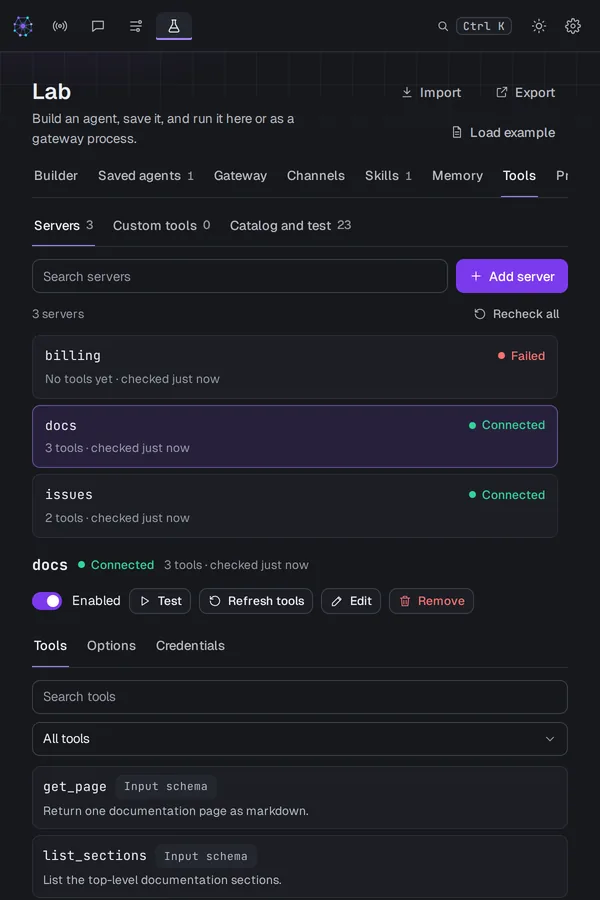 Ctrl K
Lab
Import
Export
Build an agent, save it, and run it here or as a
gateway process.
Load example
Builder Saved agents 1 Gateway Channels Skills 1 Memory Tools Pr
Servers 3 Custom tools 0 Catalog and test 23
Search servers
+ Add server
3 servers
Recheck all
billing
Failed
No tools yet · checked just now
docs
Connected
3 tools · checked just now
issues
Connected
2 tools · checked just now
docs Connected 3 tools · checked just now
Enabled Test Refresh tools Edit Remove
Tools Options Credentials
Search tools
All tools
get_page Input schema
Return one documentation page as markdown.
list_sections Input schema
List the top-level documentation sections.